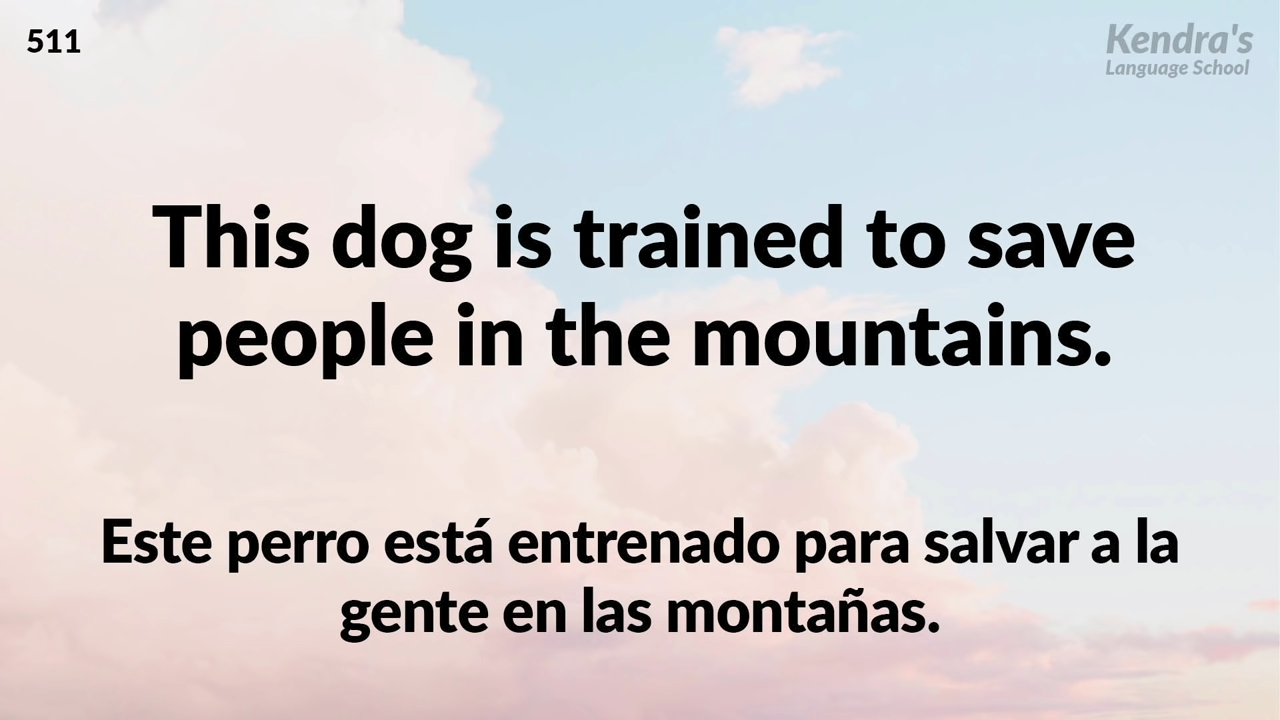 511
Kendra's
Language School
This dog is trained to save
people in the mountains.
Este perro está entrenado para salvar a la
gente en las montañas.